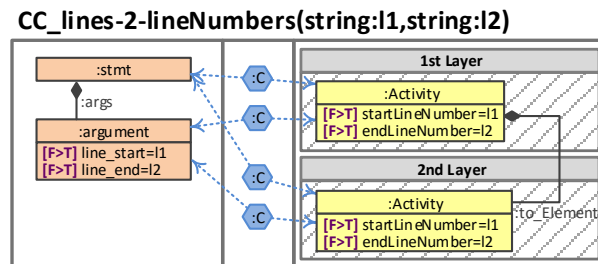 CC_lines-2-lineNumbers(string:l1,string:l2)
:stmt
:args
:argument
[F>T] line_start=l1
[F>T] line_end=l2
:C
:C
:C
:C
1st Layer
:Activity
[F>T] startLineNumber=l1
[F>T] endLineNumber=l2
2nd Layer
:Activity
[F>T] startLineNumber=l1
[F>T] endLineNumber=l2
:to_Element